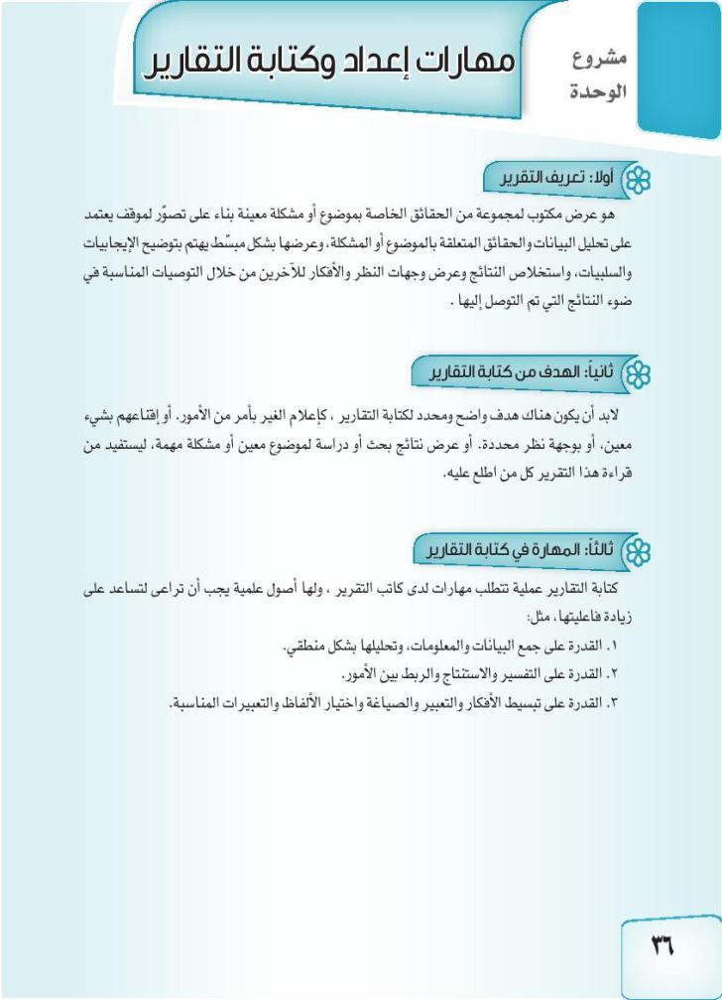 مشروع
الوحدة
مهارات إعداد وكتابة التقارير
أولا: تعريف التقرير
هو عرض مكتوب لمجموعة من الحقائق الخاصة بموضوع أو مشكلة معينة بناء على تصوّر لموقف يعتمد
على تحليل البيانات والحقائق المتعلقة بالموضوع أو المشكلة، وعرضها بشكل مبسّط يهتم بتوضيح الإيجابيات
والسلبيات، واستخلاص النتائج وعرض وجهات النظر والأفكار للآخرين من خلال التوصيات المناسبة في
ضوء النتائج التي تم التوصل إليها .
ثانياً: الهدف من كتابة التقارير
لابد أن يكون هناك هدف واضح ومحدد لكتابة التقارير ، كإعلام الغير بأمر من الأمور. أو إقناعهم بشيء
معين، أو بوجهة نظر محددة. أو عرض نتائج بحث أو دراسة لموضوع معين أو مشكلة مهمة، ليستفيد من
قراءة هذا التقرير كل من اطلع عليه.
ثالثاً: المهارة في كتابة التقارير
كتابة التقارير عملية تتطلب مهارات لدى كاتب التقرير ، ولها أصول علمية يجب أن تراعى لتساعد على
زيادة فاعليتها، مثل:
١. القدرة على جمع البيانات والمعلومات، وتحليلها بشكل منطقي.
٢. القدرة على التفسير والاستنتاج والربط بين الأمور.
٣. القدرة على تبسيط الأفكار والتعبير والصياغة واختيار الألفاظ والتعبيرات المناسبة.
٣٦